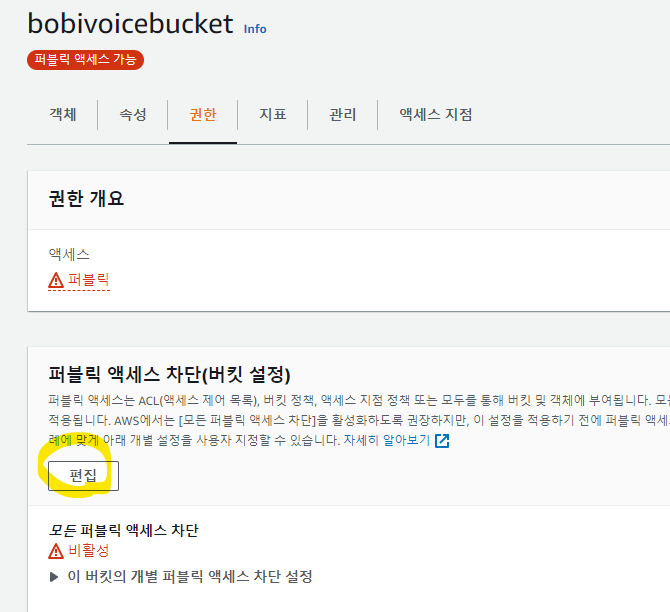 bobivoicebucket Info
퍼블릭 액세스 가능
객체 속성 권한 지표 관리 액세스 지점
권한 개요
액세스
퍼블릭
퍼블릭 액세스 차단(버킷 설정)
퍼블릭 액세스는 ACL(액세스 제어 목록), 버킷 정책, 액세스 지점 정책 또는 모두를 통해 버킷 및 객체에 부여됩니다. 모든
적용됩니다. AWS에서는 [모든 퍼블릭 액세스 차단]을 활성화하도록 권장하지만, 이 설정을 적용하기 전에 퍼블릭 액세스
례에 맞게 아래 개별 설정을 사용자 지정할 수 있습니다. 자세히 알아보기
편집
모든 퍼블릭 액세스 차단
비활성
이 버킷의 개별 퍼블릭 액세스 차단 설정